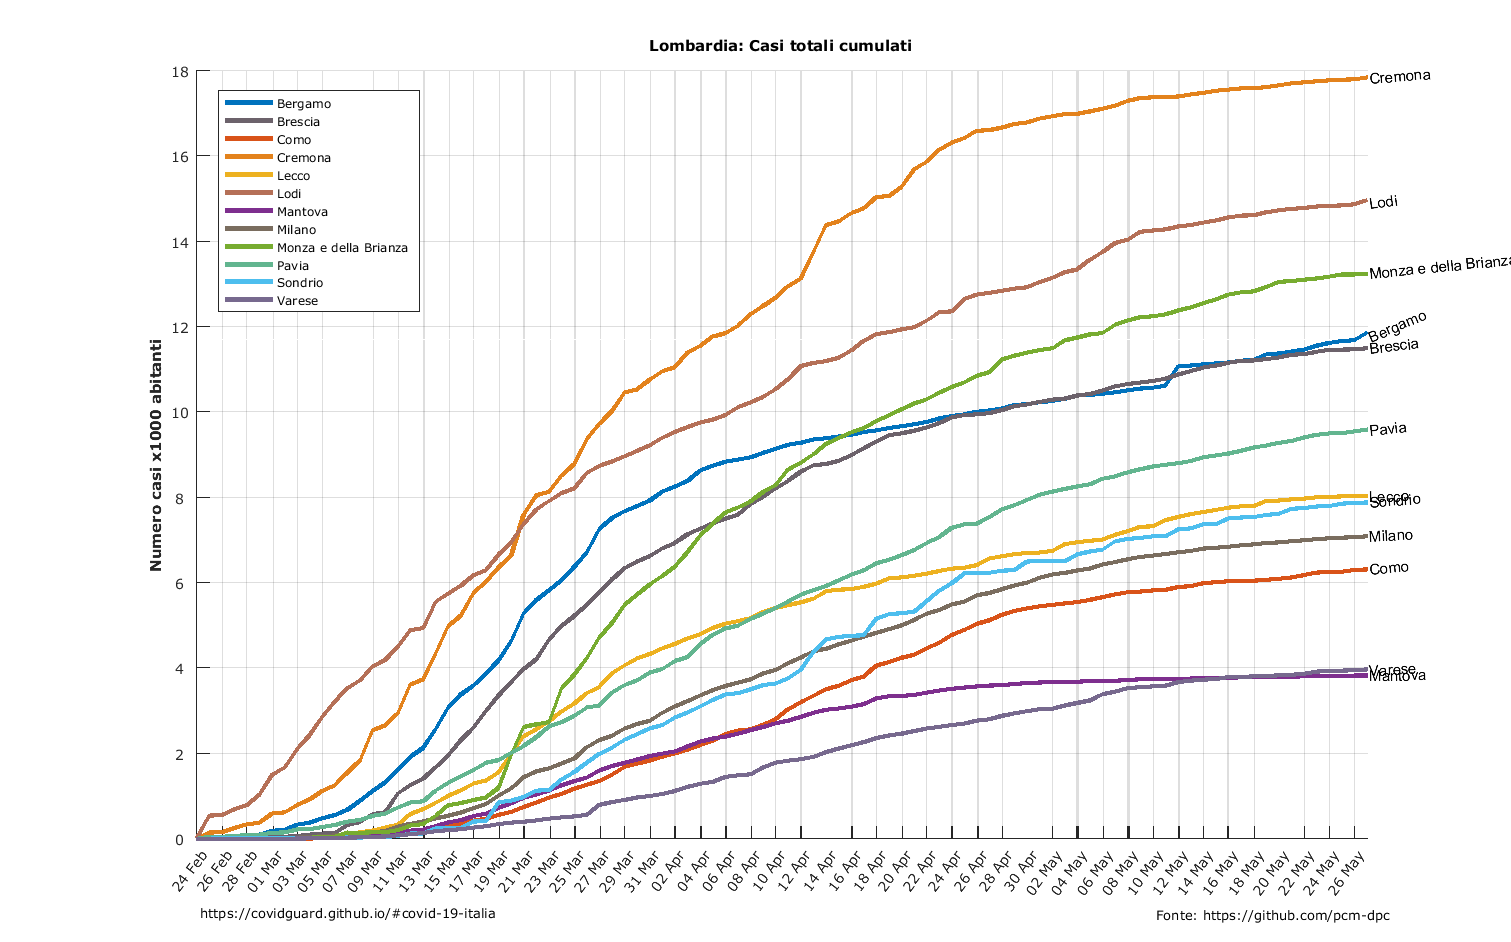 Lombardia: Casi totali cumulati
Numero casi x1000 abitanti
18
16
14
12
10
8
6
4
2
0
Bergamo
Brescia
Como
Cremona
Lecco
Lodi
Mantova
Milano
Monza e della Brianza
Pavia
Sondrio
Varese
Cremona
Lodi
Monza e della Brianza
Bergamo
Brescia
Pavia
Lecco
Sondrio
Milano
Como
Varese
Mantova
24 Feb
26 Feb
28 Feb
01 Mar
03 Mar
05 Mar
07 Mar
09 Mar
11 Mar
13 Mar
15 Mar
17 Mar
19 Mar
21 Mar
23 Mar
25 Mar
27 Mar
29 Mar
31 Mar
02 Apr
04 Apr
06 Apr
08 Apr
10 Apr
12 Apr
14 Apr
16 Apr
18 Apr
20 Apr
22 Apr
24 Apr
26 Apr
28 Apr
30 Apr
02 May
04 May
06 May
08 May
10 May
12 May
14 May
16 May
18 May
20 May
22 May
24 May
26 May
https://covidguard.github.io/#covid-19-italia
Fonte: https://github.com/pcm-dpc